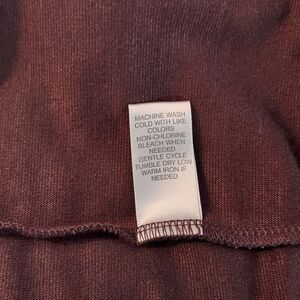 MACHINE WASH
COLD WITH LIKE
COLORS
NON-CHLORINE
BLEACH WHEN
NEEDED
GENTLE CYCLE
TUMBLE DRY LOW
WARM IRON IF
NEEDED